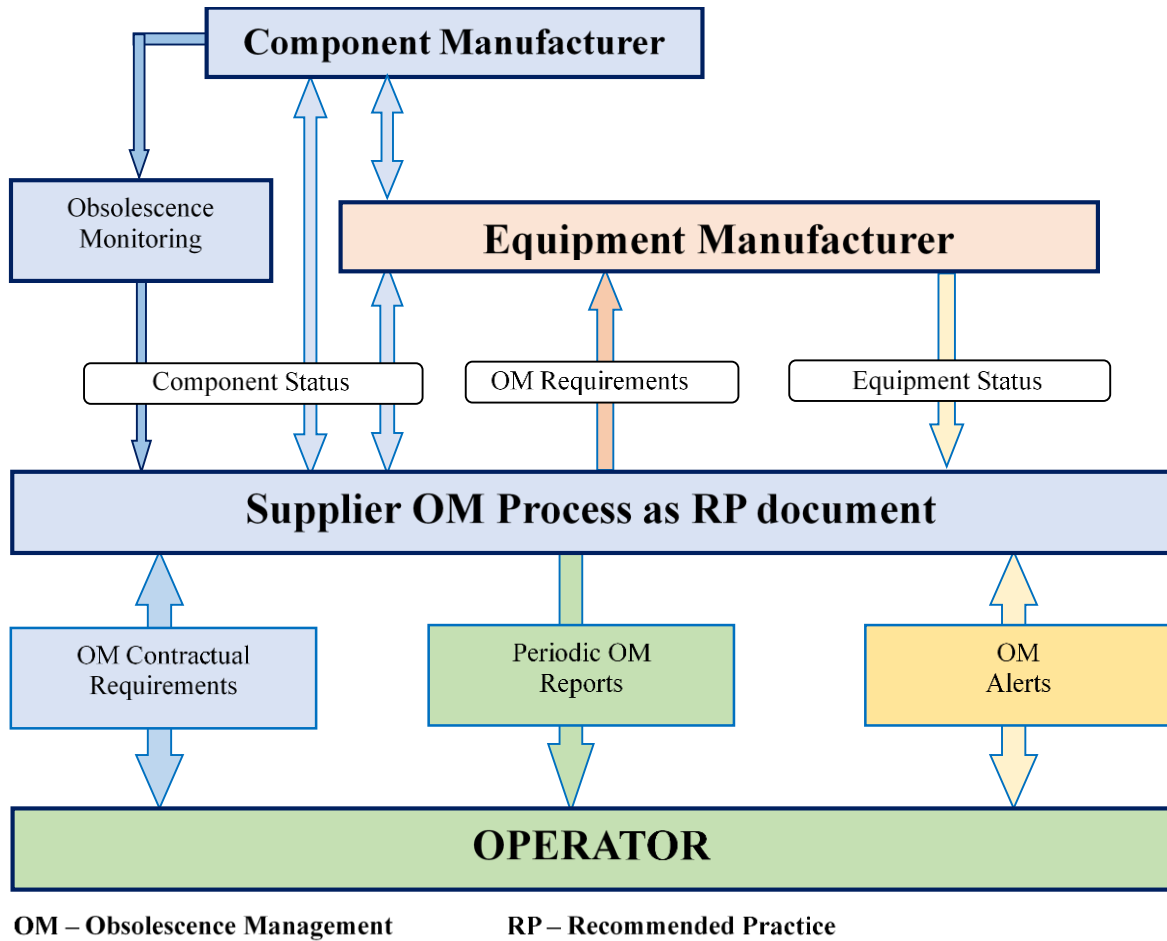 Component Manufacturer
Obsolescence
Monitoring
Equipment Manufacturer
Component Status
OM Requirements
Equipment Status
Supplier OM Process as RP document
OM Contractual
Requirements
Periodic OM
Reports
OM
Alerts
OPERATOR
OM – Obsolescence Management
RP – Recommended Practice